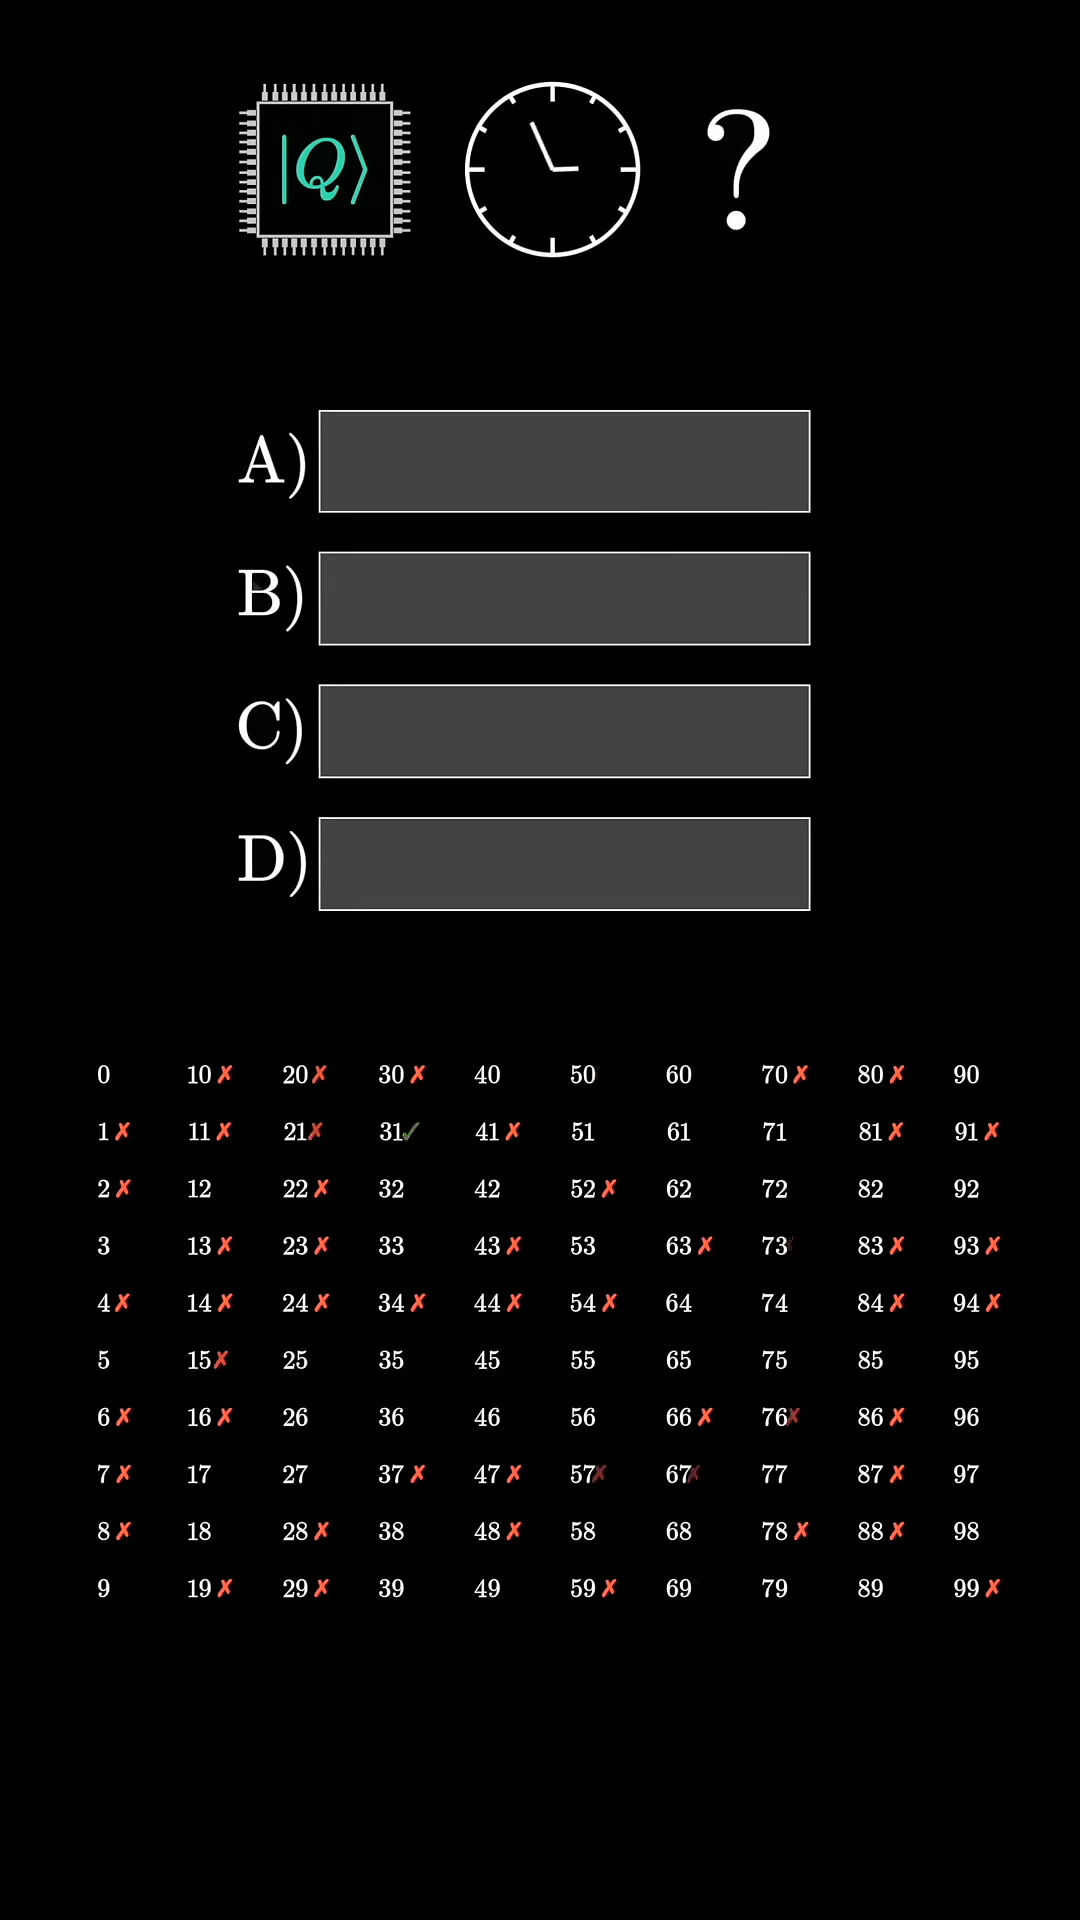 |Q⟩ ?
A)
B)
C)
D)
0 10 ✗ 20 ✗ 30 ✗ 40 50 60 70 ✗ 80 ✗ 90
1 ✗ 11 ✗ 21 ✗ 31 ✓ 41 ✗ 51 61 71 81 ✗ 91 ✗
2 ✗ 12 22 ✗ 32 42 52 ✗ 62 72 82 92
3 13 ✗ 23 ✗ 33 43 ✗ 53 63 ✗ 73 ✗ 83 ✗ 93 ✗
4 ✗ 14 ✗ 24 ✗ 34 ✗ 44 ✗ 54 ✗ 64 74 84 ✗ 94 ✗
5 15 ✗ 25 35 45 55 65 75 85 95
6 ✗ 16 ✗ 26 36 46 56 66 ✗ 76 ✗ 86 ✗ 96
7 ✗ 17 27 37 ✗ 47 ✗ 57 ✗ 67 ✗ 77 87 ✗ 97
8 ✗ 18 28 ✗ 38 48 ✗ 58 68 78 ✗ 88 ✗ 98
9 19 ✗ 29 ✗ 39 49 59 ✗ 69 79 89 99 ✗